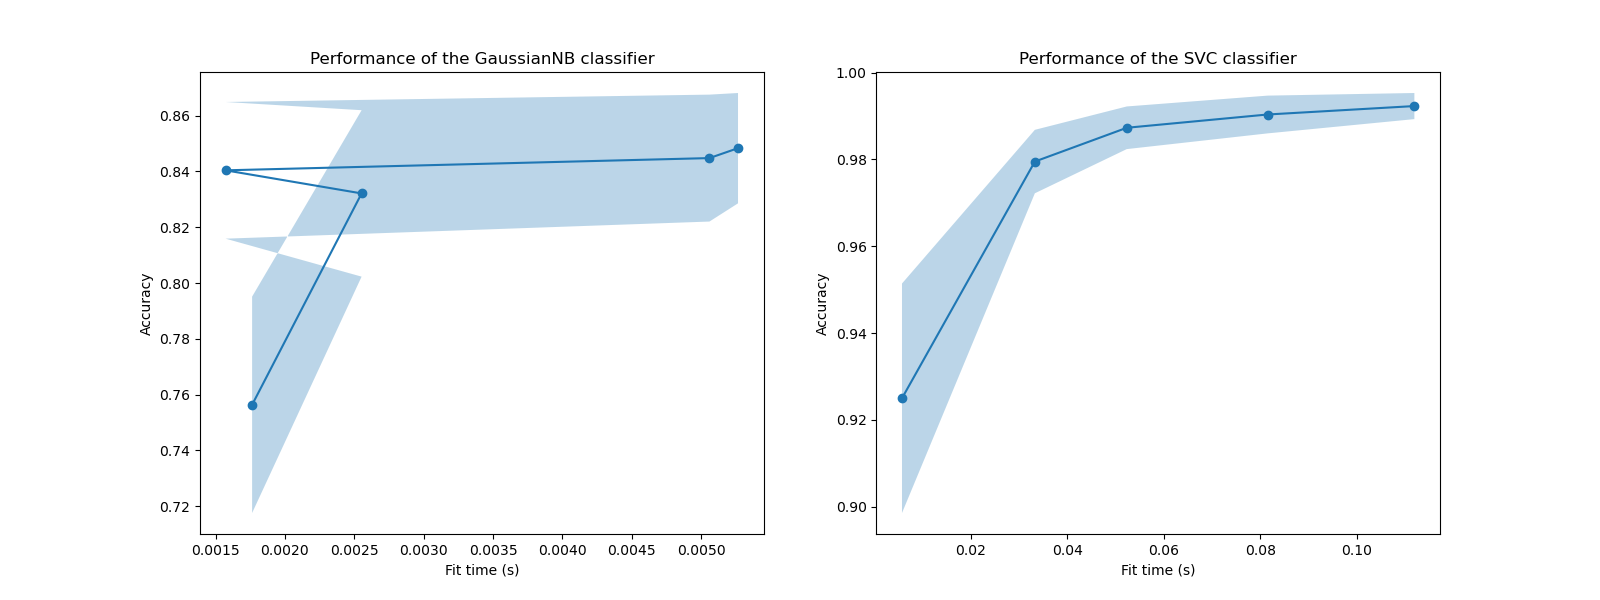 Performance of the GaussianNB classifier
Accuracy
0.86
0.84
0.82
0.80
0.78
0.76
0.74
0.72
0.0015 0.0020 0.0025 0.0030 0.0035 0.0040 0.0045 0.0050
Fit time (s)
Performance of the SVC classifier
Accuracy
1.00
0.98
0.96
0.94
0.92
0.90
0.02 0.04 0.06 0.08 0.10
Fit time (s)